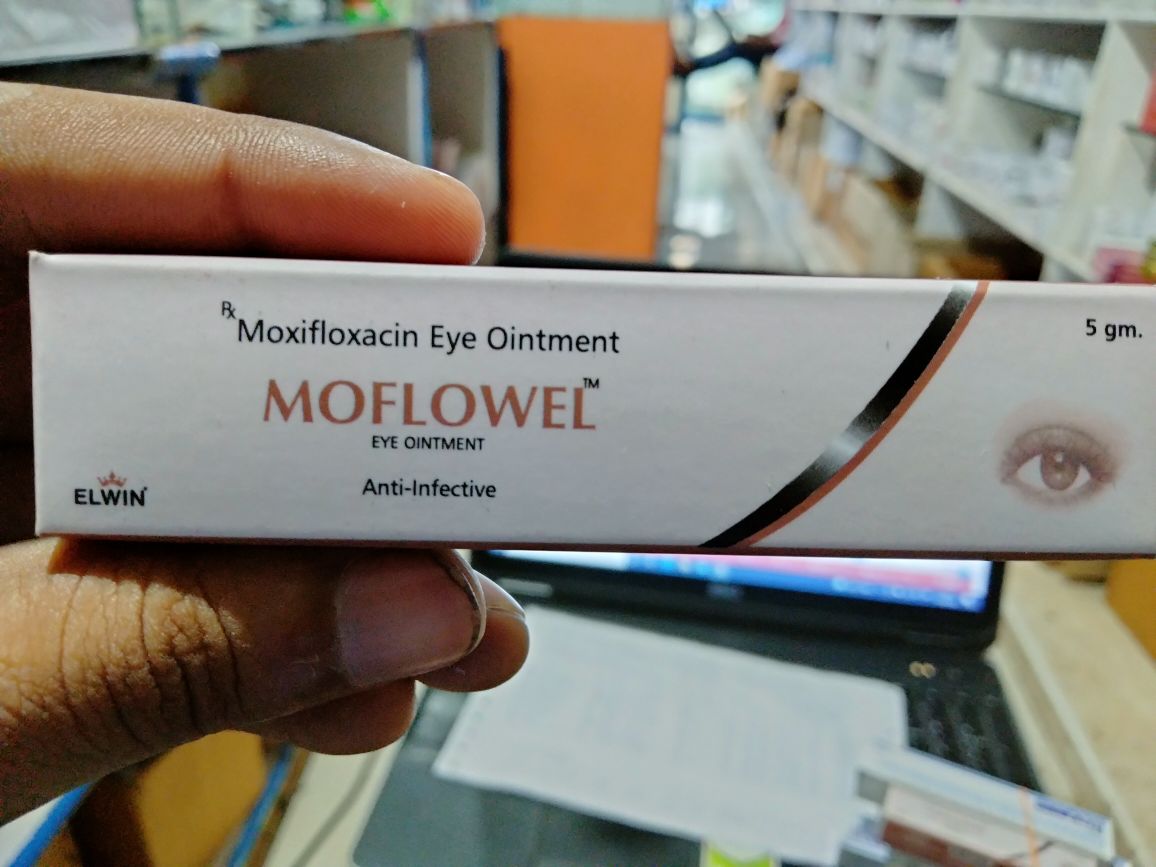 Rx Moxifloxacin Eye Ointment
5 gm.
MOFLOWEL™
EYE OINTMENT
Anti-Infective
ELWIN